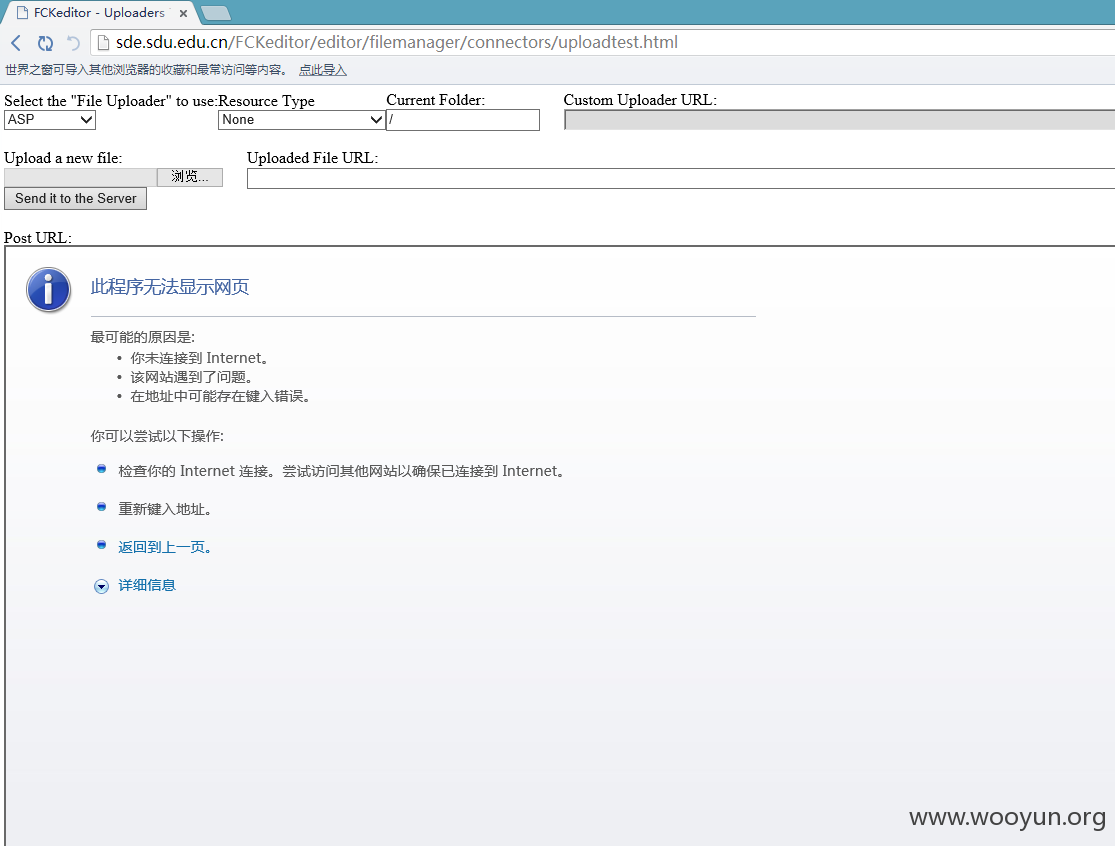 FCKeditor - Uploaders
sde.sdu.edu.cn/FCKeditor/editor/filemanager/connectors/uploadtest.html
世界之窗可导入其他浏览器的收藏和最常访问等内容。 点此导入
Select the "File Uploader" to use: Resource Type Current Folder: Custom Uploader URL:
ASP None /
Upload a new file: Uploaded File URL:
浏览...
Send it to the Server
Post URL:
此程序无法显示网页
最可能的原因是:
• 你未连接到 Internet。
• 该网站遇到了问题。
• 在地址中可能存在键入错误。
你可以尝试以下操作:
检查你的 Internet 连接。尝试访问其他网站以确保已连接到 Internet。
重新键入地址。
返回到上一页。
详细信息
www.wooyun.org